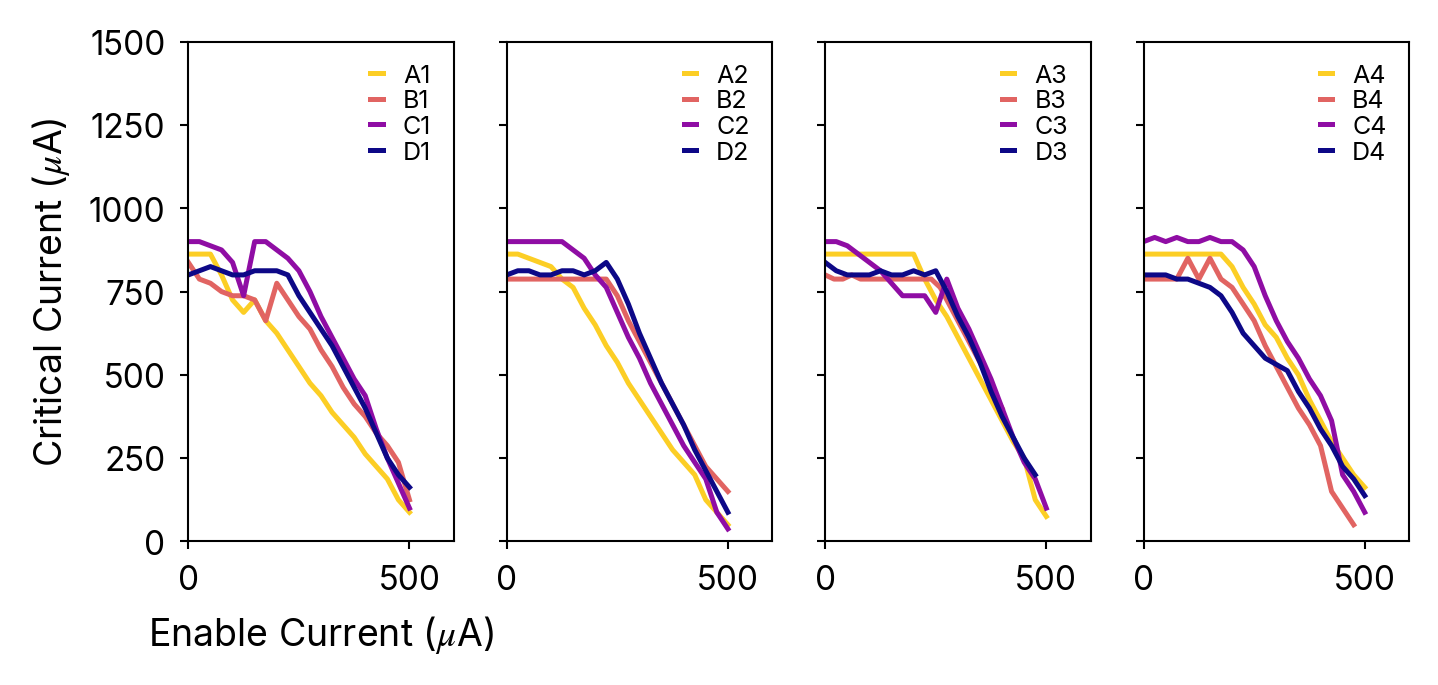 1500
1250
1000
750
500
250
0
Critical Current (μA)
A1
B1
C1
D1
A2
B2
C2
D2
A3
B3
C3
D3
A4
B4
C4
D4
0 500 0 500 0 500 0 500
Enable Current (μA)